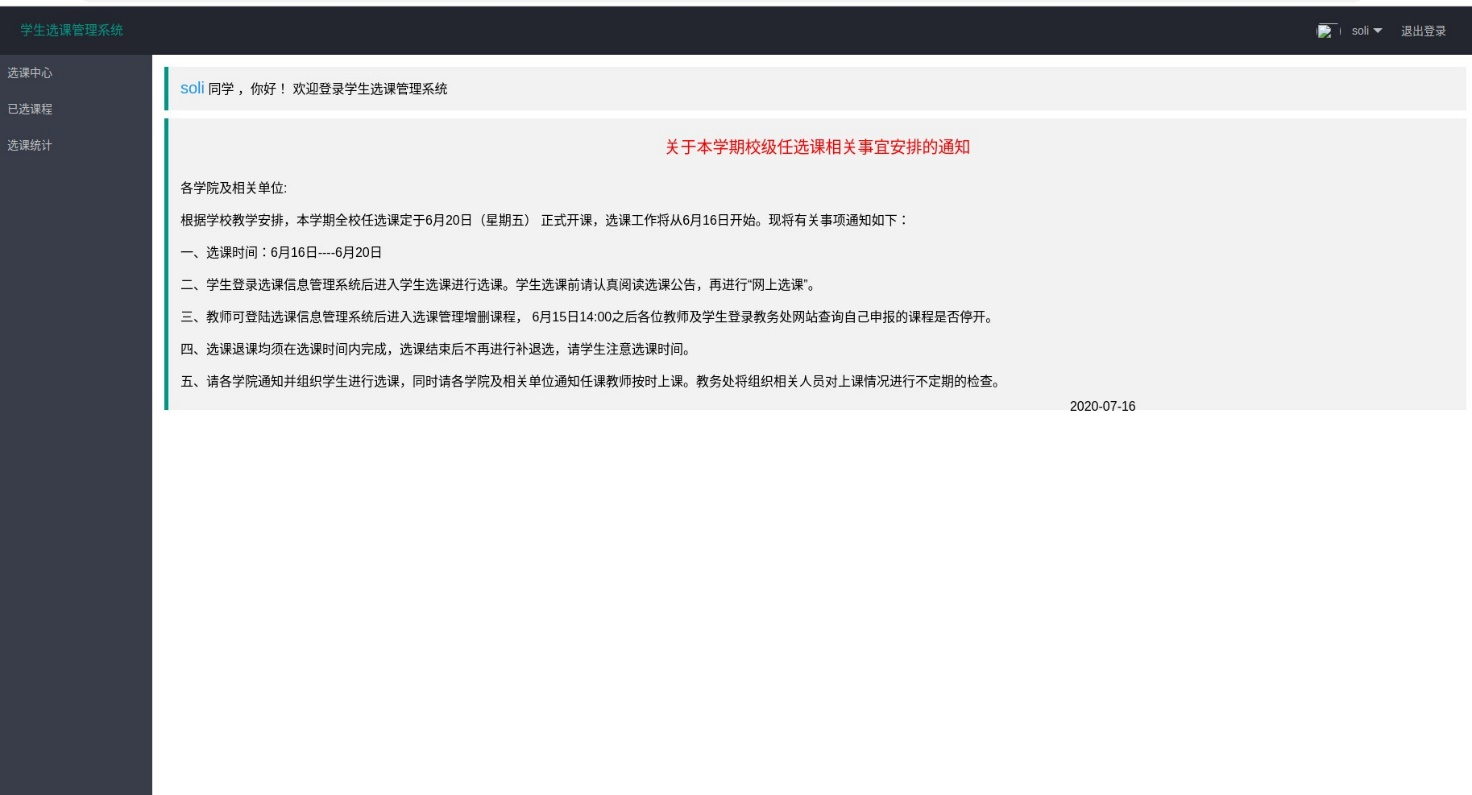 学生选课管理系统
soli
退出登录
选课中心
已选课程
选课统计
soli 同学 ，你好 ！ 欢迎登录学生选课管理系统
关于本学期校级任选课相关事宜安排的通知
各学院及相关单位:
根据学校教学安排，本学期全校任选课定于6月20日（星期五） 正式开课，选课工作将从6月16日开始。现将有关事项通知如下：
一、选课时间：6月16日----6月20日
二、学生登录选课信息管理系统后进入学生选课进行选课。学生选课前请认真阅读选课公告，再进行“网上选课”。
三、教师可登陆选课信息管理系统后进入选课管理增删课程， 6月15日14:00之后各位教师及学生登录教务处网站查询自己申报的课程是否停开。
四、选课退课均须在选课时间内完成，选课结束后不再进行补退选，请学生注意选课时间。
五、请各学院通知并组织学生进行选课，同时请各学院及相关单位通知任课教师按时上课。教务处将组织相关人员对上课情况进行不定期的检查。
2020-07-16